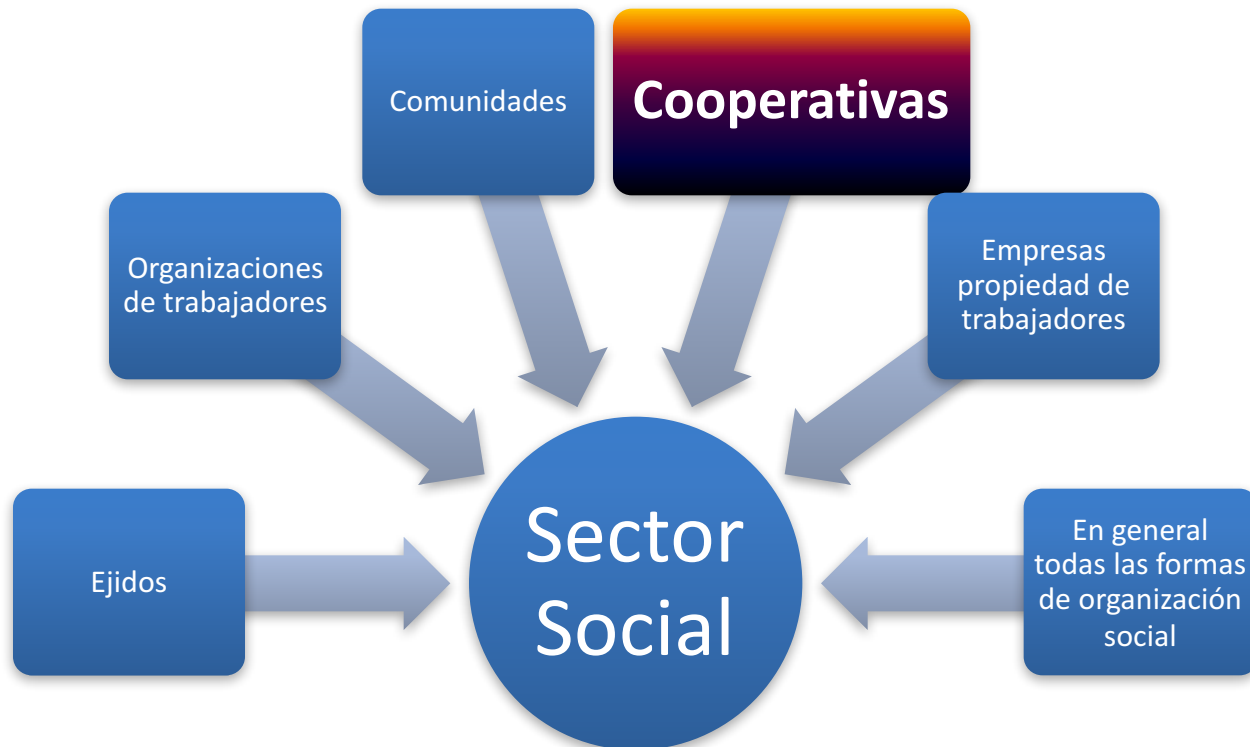 Comunidades
Cooperativas
Organizaciones
de trabajadores
Empresas
propiedad de
trabajadores
Ejidos
Sector
Social
En general
todas las formas
de organización
social